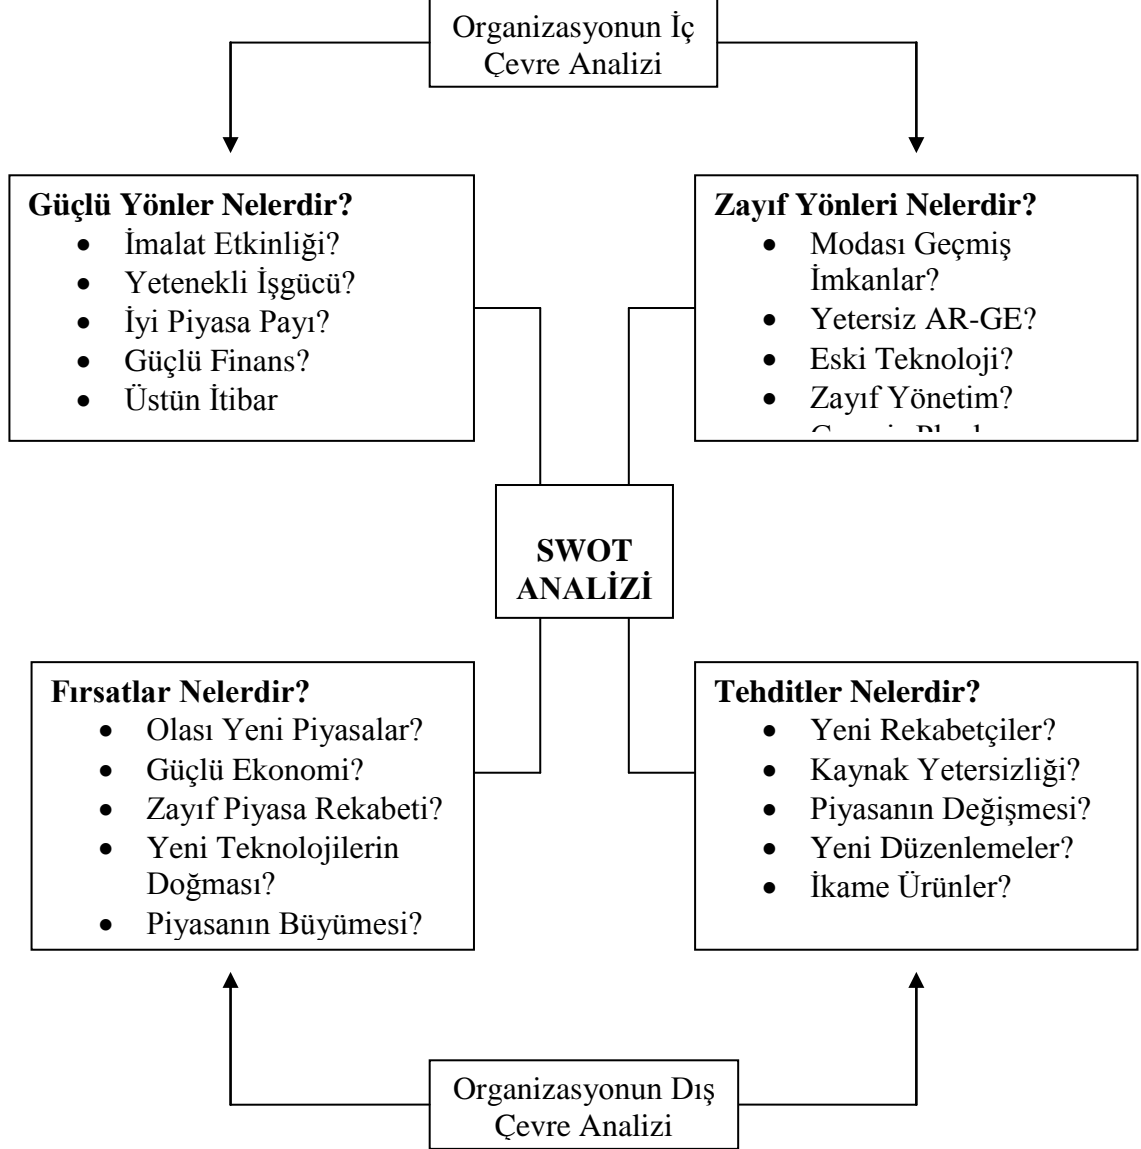 Organizasyonun İç
Çevre Analizi
Güçlü Yönler Nelerdir?
• İmalat Etkinliği?
• Yetenekli İşgücü?
• İyi Piyasa Payı?
• Güçlü Finans?
• Üstün İtibar
Zayıf Yönleri Nelerdir?
• Modası Geçmiş
İmkanlar?
• Yetersiz AR-GE?
• Eski Teknoloji?
• Zayıf Yönetim?
SWOT
ANALİZİ
Fırsatlar Nelerdir?
• Olası Yeni Piyasalar?
• Güçlü Ekonomi?
• Zayıf Piyasa Rekabeti?
• Yeni Teknolojilerin
Doğması?
• Piyasanın Büyümesi?
Tehditler Nelerdir?
• Yeni Rekabetçiler?
• Kaynak Yetersizliği?
• Piyasanın Değişmesi?
• Yeni Düzenlemeler?
• İkame Ürünler?
Organizasyonun Dış
Çevre Analizi